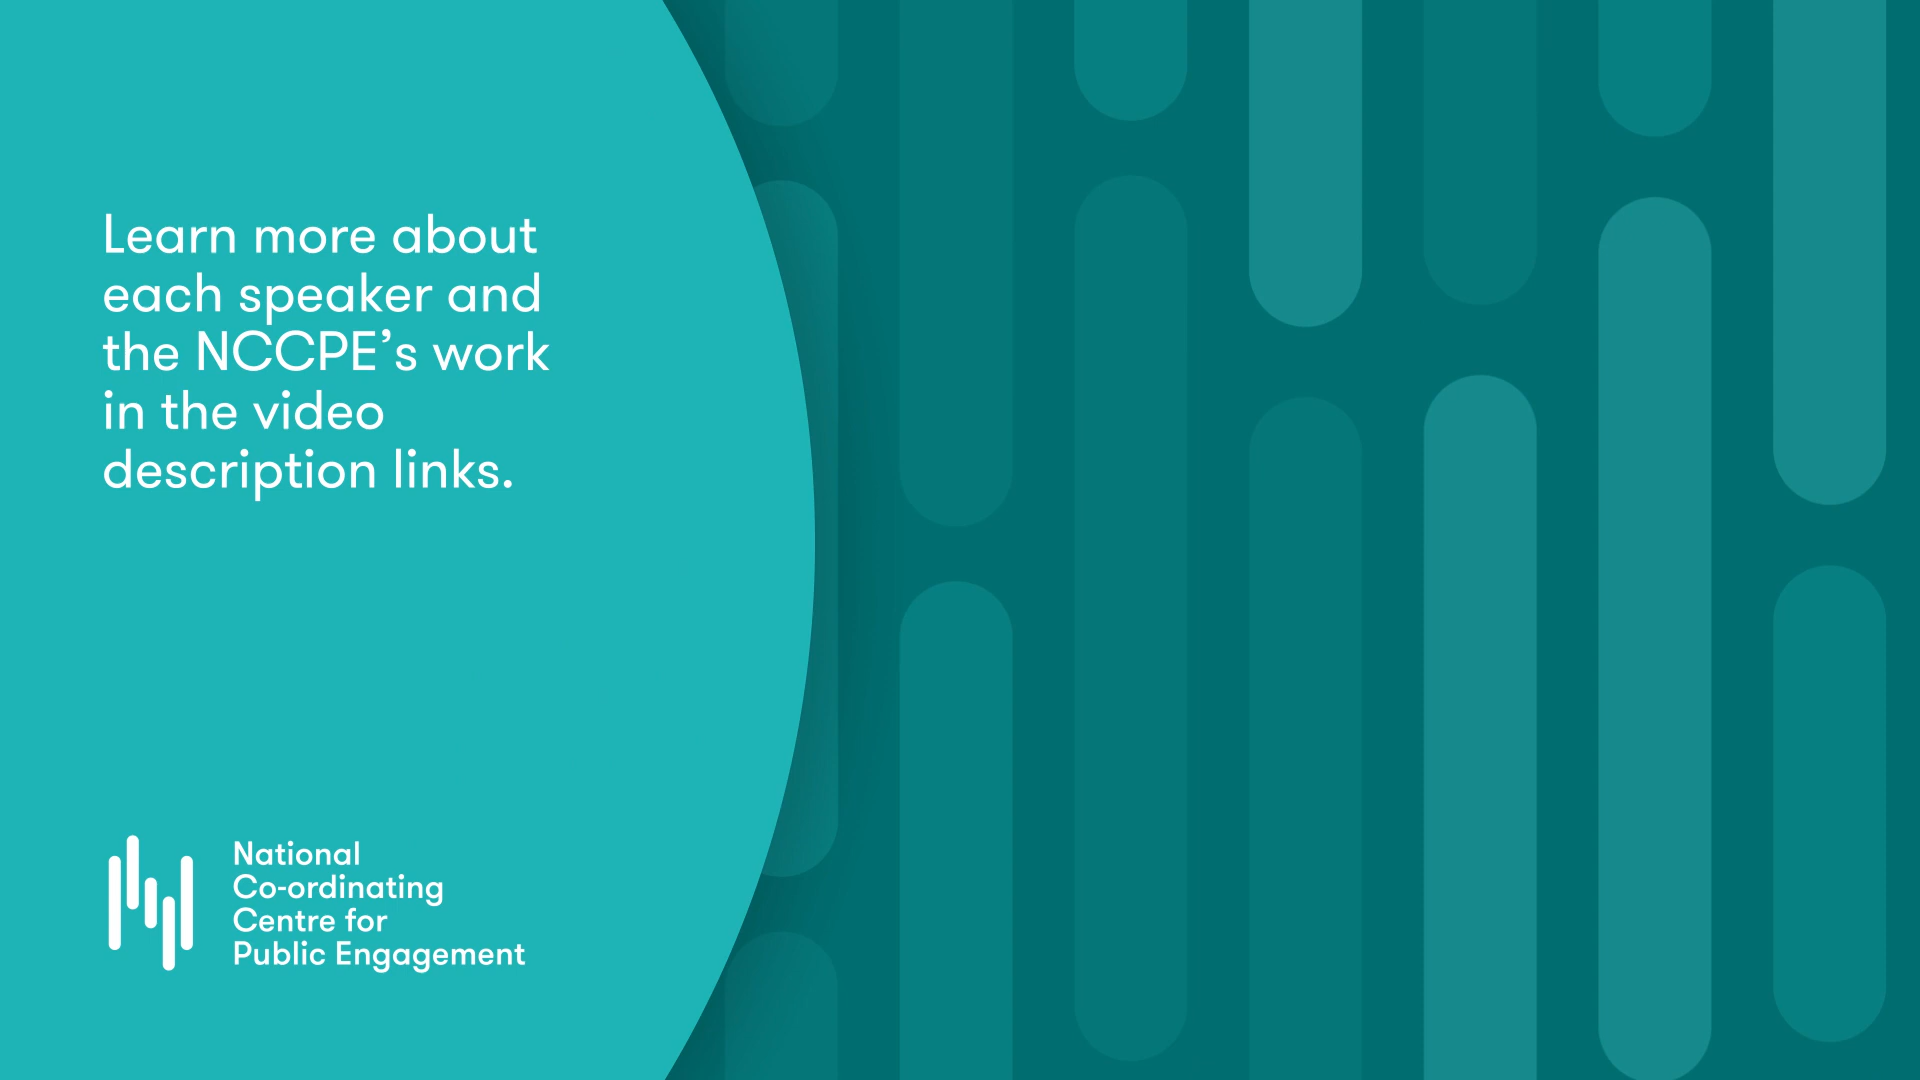 Learn more about
each speaker and
the NCCPE’s work
in the video
description links.
National
Co-ordinating
Centre for
Public Engagement